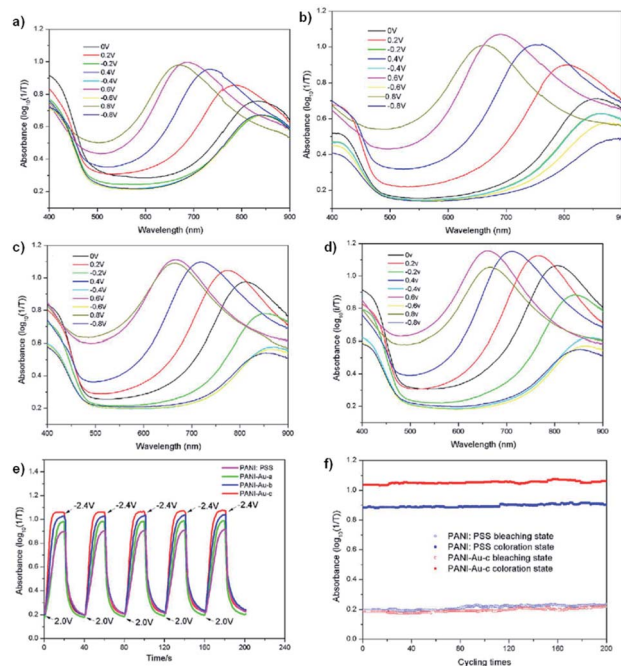 a)
0V
0.2V
-0.2V
0.4V
-0.4V
0.6V
-0.6V
0.8V
Absorbance (log₁₀(1/T))
1.2
1.0
0.8
0.6
0.4
0.2
400 500 600 700 800 900
Wavelength (nm)
b)
0V
0.2V
-0.2V
0.4V
-0.4V
0.6V
-0.6V
0.8V
-0.8V
Absorbance (log₁₀(1/T))
1.2
1.0
0.8
0.6
0.4
0.2
400 500 600 700 800 900
Wavelength (nm)
c)
0V
0.2V
-0.2V
0.4V
-0.4V
0.6V
-0.6V
0.8V
-0.8V
Absorbance (log₁₀(1/T))
1.2
1.0
0.8
0.6
0.4
0.2
400 500 600 700 800 900
Wavelength (nm)
d)
0v
0.2v
-0.2v
0.4v
-0.4v
0.6v
-0.6v
0.8v
-0.8v
Absorbance (log₁₀(1/T))
1.2
1.0
0.8
0.6
0.4
0.2
400 500 600 700 800 900
Wavelength (nm)
e)
PANI: PSS
PANI-Au-a
PANI-Au-b
PANI-Au-c
-2.4V -2.4V -2.4V -2.4V -2.4V
2.0V 2.0V 2.0V 2.0V
Absorbance (log₁₀(1/T))
1.4
1.2
1.0
0.8
0.6
0.4
0.2
0.0
0 40 80 120 160 200 240
Time/s
f)
PANI: PSS bleaching state
PANI: PSS coloration state
PANI-Au-c bleaching state
PANI-Au-c coloration state
Absorbance (log₁₀(1/T))
1.2
1.0
0.8
0.6
0.4
0.2
0.0
0 40 80 120 160 200
Cycling times